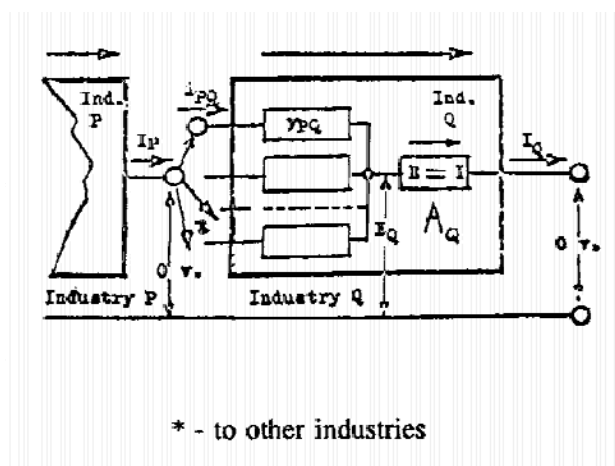 Ind.
P
I_P
I_PQ
y_PQ
Ind.
Q
I_Q
E = I
A_Q
*
E_Q
0 v.
0 v.
Industry P
Industry Q
* - to other industries